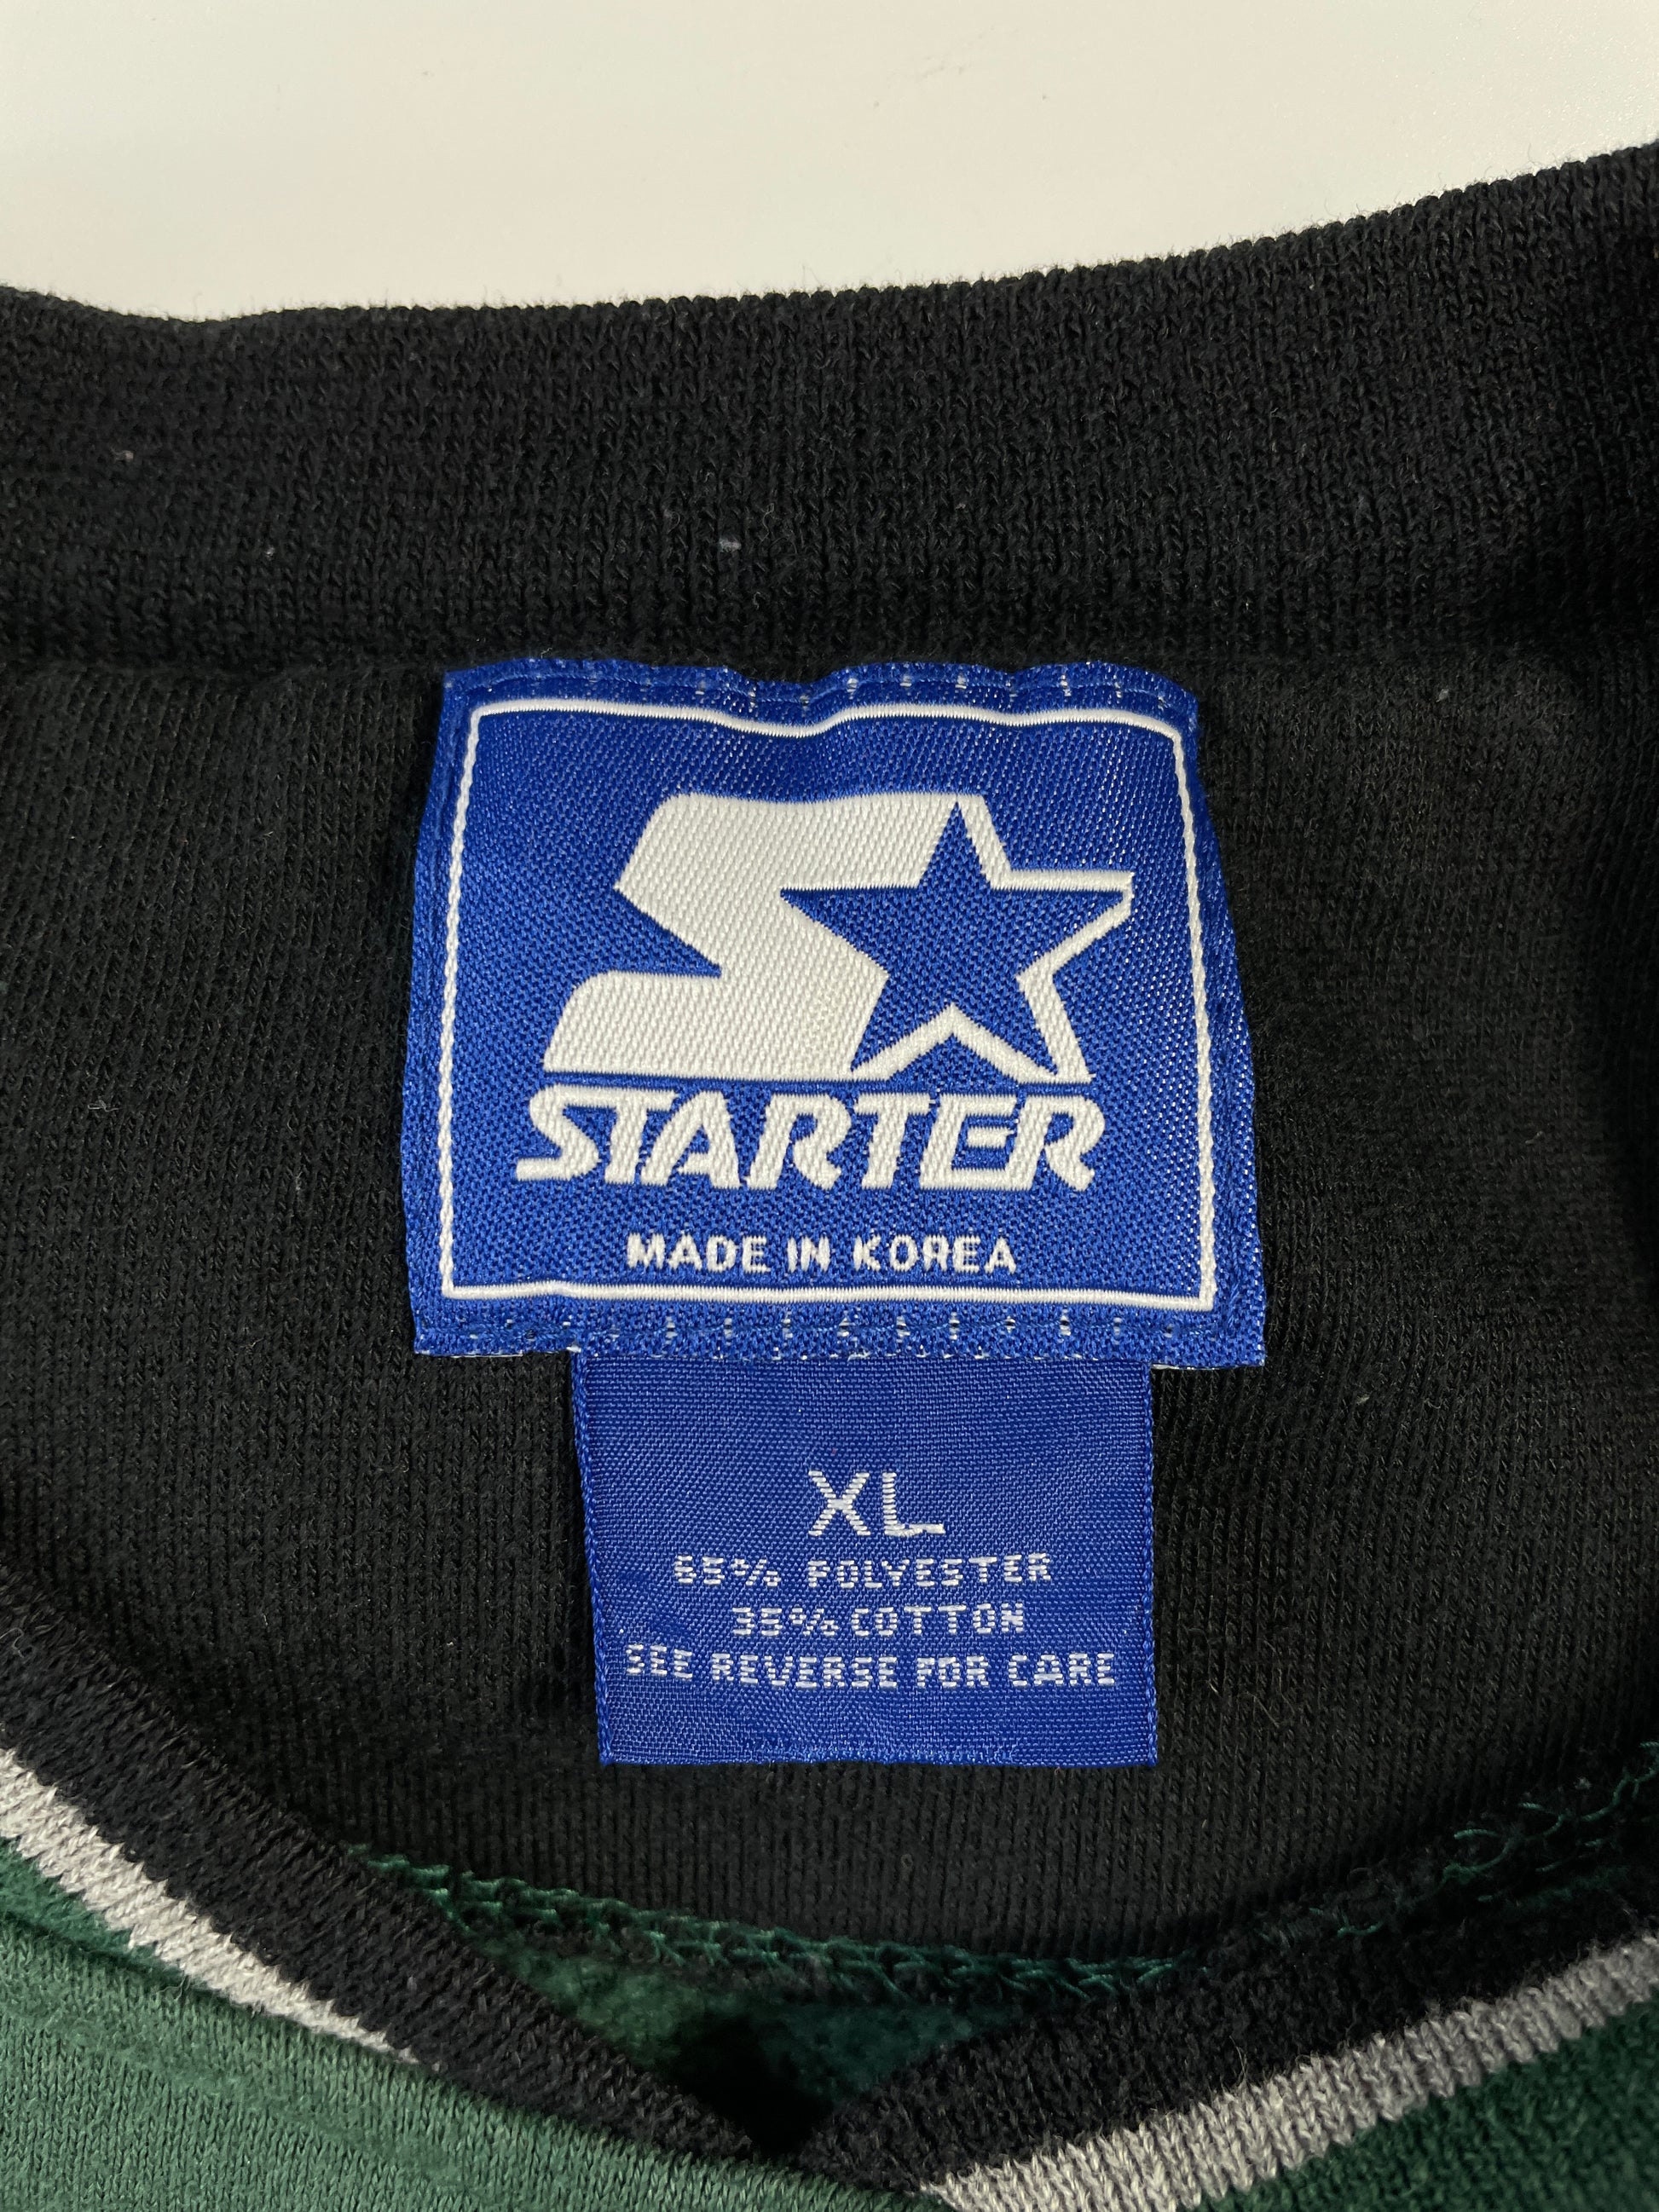 STARTER
MADE IN KOREA
XL
65% POLYESTER
35% COTTON
SEE REVERSE FOR CARE